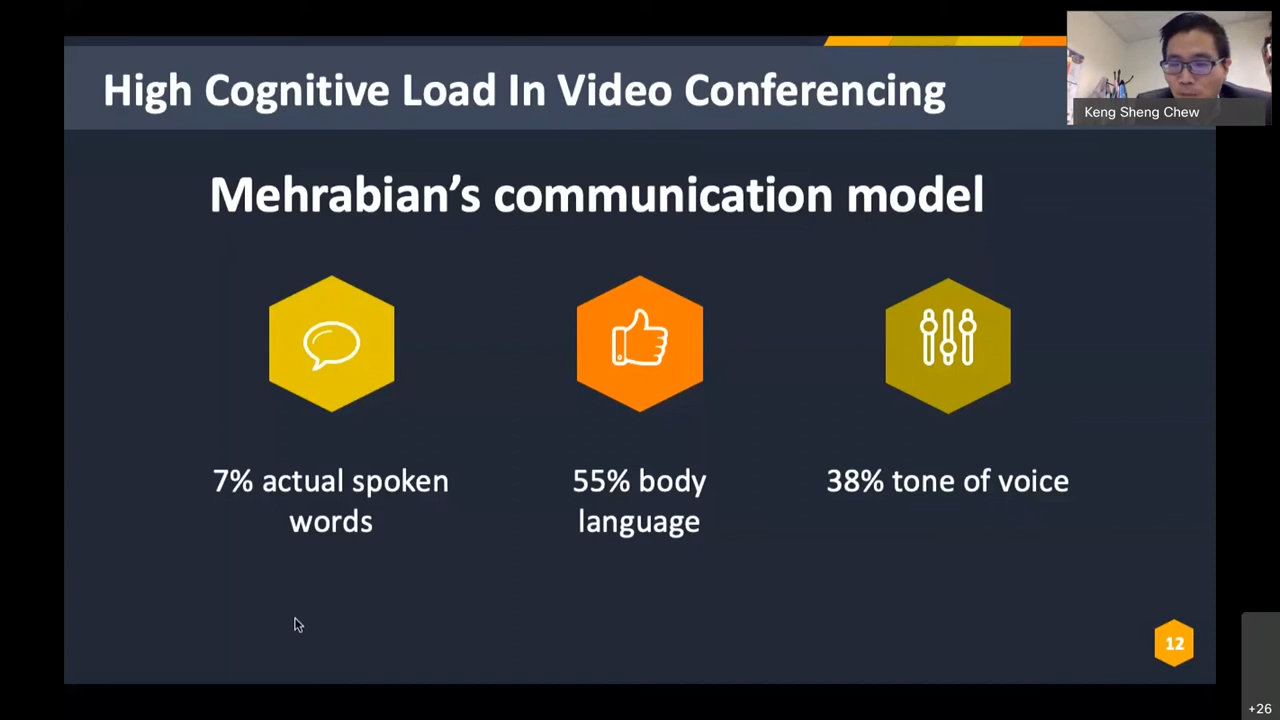 High Cognitive Load In Video Conferencing
Keng Sheng Chew
Mehrabian’s communication model
7% actual spoken
words
55% body
language
38% tone of voice
12
+26